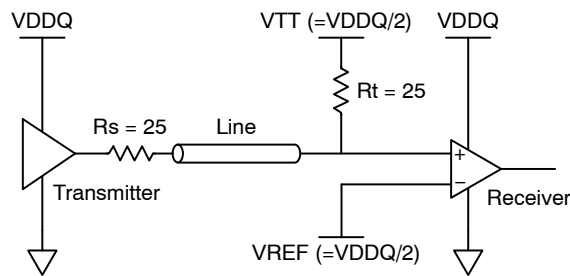 VDDQ
VTT (=VDDQ/2)
VDDQ
Rt = 25
Rs = 25
Line
+
−
Transmitter
Receiver
VREF (=VDDQ/2)